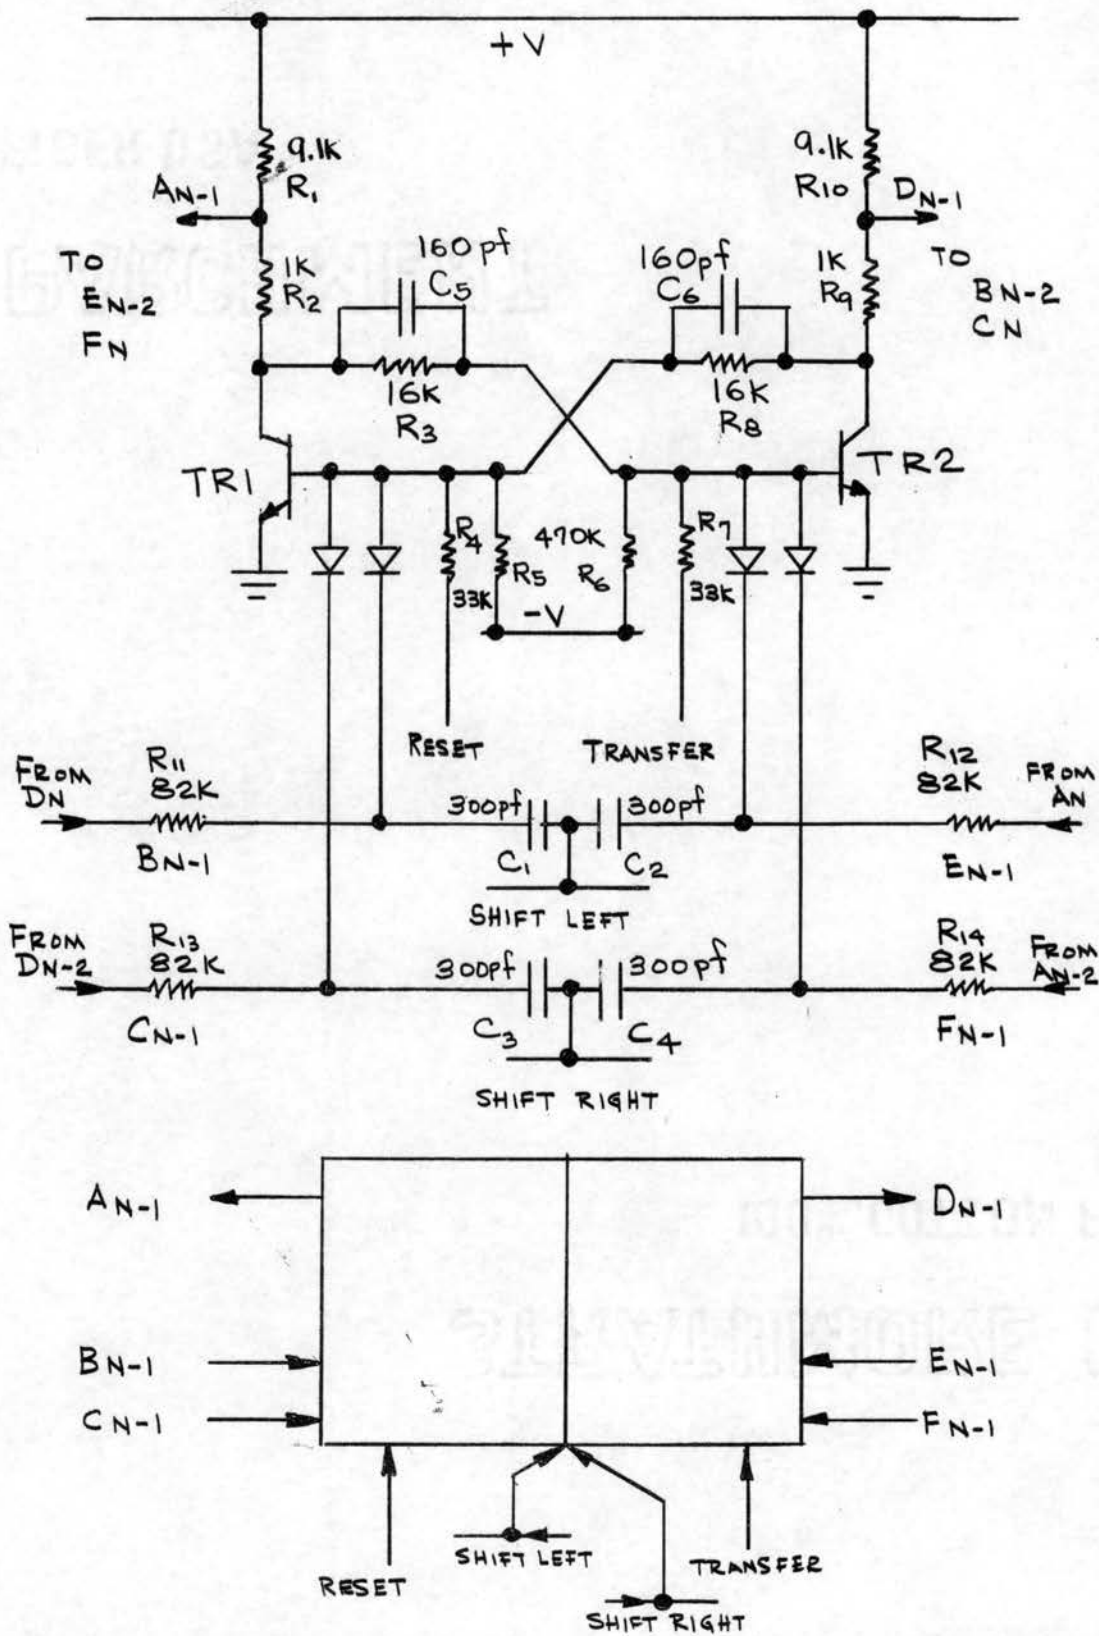 +V
9.1K
R1
9.1K
R10
AN-1
DN-1
TO
EN-2
FN
1K
R2
160pf
C5
160pf
C6
1K
R9
TO
BN-2
CN
16K
R3
16K
R8
TR1
TR2
R4
33K
R5
470K
R6
R7
33K
-V
RESET
TRANSFER
FROM
DN
R11
82K
BN-1
300pf
C1
300pf
C2
R12
82K
EN-1
FROM
AN
SHIFT LEFT
FROM
DN-2
R13
82K
CN-1
300pf
C3
300pf
C4
R14
82K
FN-1
FROM
AN-2
SHIFT RIGHT
AN-1
DN-1
BN-1
EN-1
CN-1
FN-1
RESET
SHIFT LEFT
TRANSFER
SHIFT RIGHT